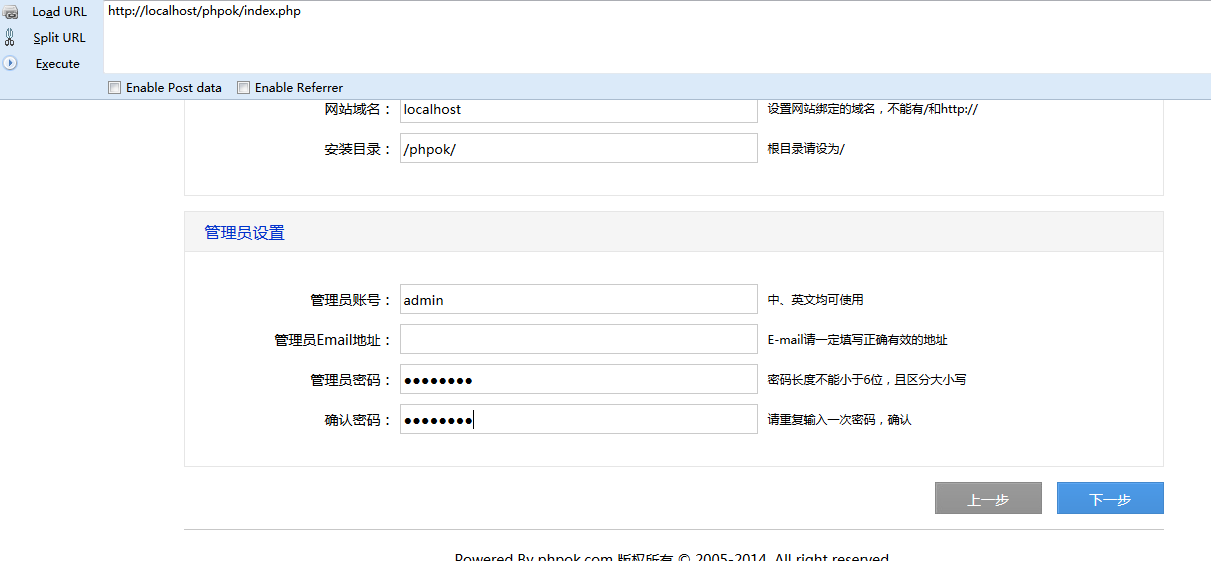 Load URL
http://localhost/phpok/index.php
Split URL
Execute
Enable Post data Enable Referrer
网站域名： localhost 设置网站绑定的域名，不能有/和http://
安装目录： /phpok/ 根目录请设为/
管理员设置
管理员账号： admin 中、英文均可使用
管理员Email地址： E-mail请一定填写正确有效的地址
管理员密码： ●●●●●●●● 密码长度不能小于6位，且区分大小写
确认密码： ●●●●●●●● 请重复输入一次密码，确认
上一步 下一步
Powered By phpok.com 版权所有 © 2005-2014, All right reserved